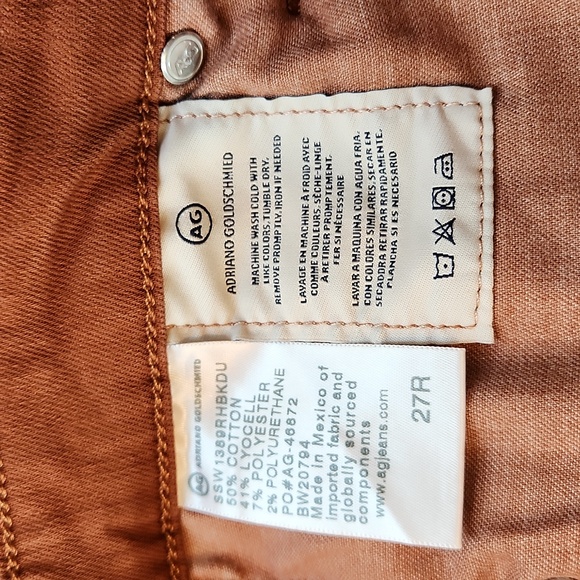 AG
ADRIANO GOLDSCHMIED
MACHINE WASH COLD WITH
LIKE COLORS. TUMBLE DRY.
REMOVE PROMPTLY, IRON IF NEEDED
LAVAGE EN MACHINE À FROID AVEC
COMME COULEURS. SÈCHE-LINGE
À RETIRER PROMPTEMENT.
FER SI NÉCESSAIRE
LAVAR A MAQUINA CON AGUA FRIA.
CON COLORES SIMILARES. SECAR EN
SECADORA RETIRAR RAPIDAMENTE.
PLANCHA SI ES NECESARIO
AG ADRIANO GOLDSCHMIED
SSW1389RHBKDU
50% COTTON
41% LYOCELL
7% POLYESTER
2% POLYURETHANE
PO#AG-46872
BW20794
Made in Mexico of
imported fabric and
globally sourced
components
www.agjeans.com
27R